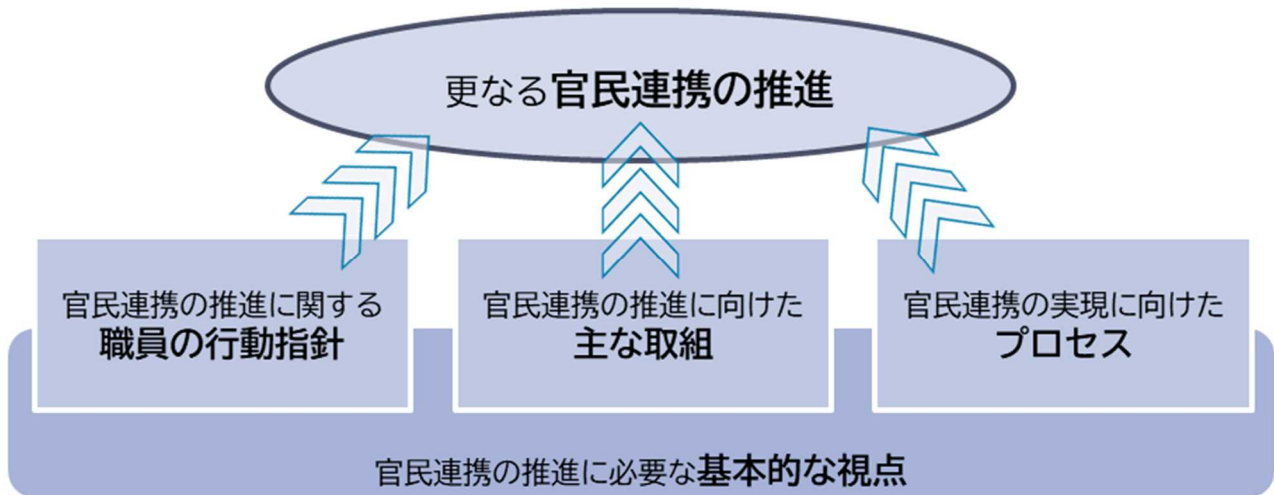 更なる官民連携の推進
官民連携の推進に関する
職員の行動指針
官民連携の推進に向けた
主な取組
官民連携の実現に向けた
プロセス
官民連携の推進に必要な基本的な視点